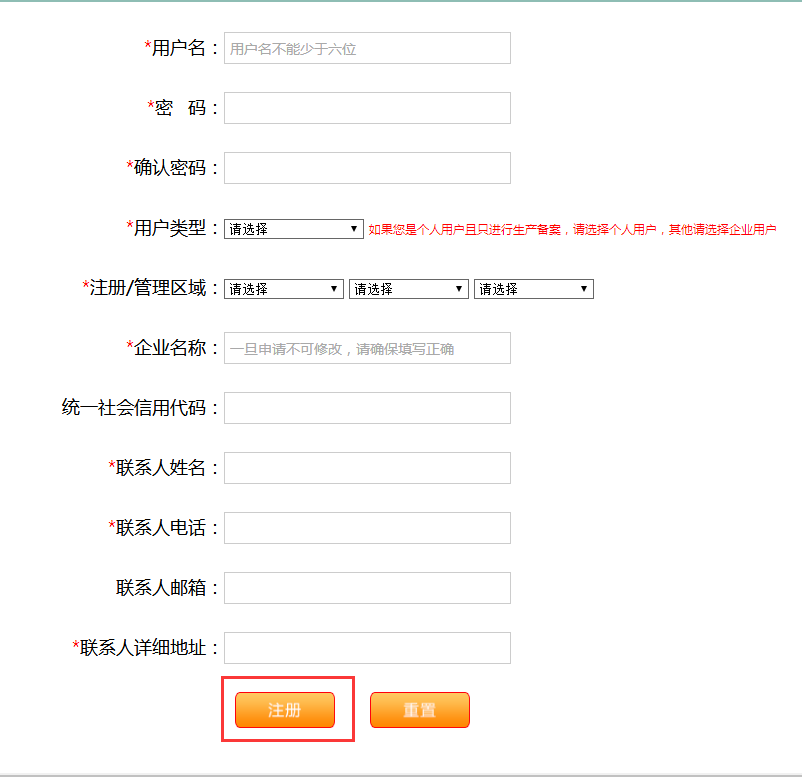 *用户名：用户名不能少于六位
*密 码：
*确认密码：
*用户类型：请选择 如果您是个人用户且只进行生产备案，请选择个人用户，其他请选择企业用户
*注册/管理区域：请选择 请选择 请选择
*企业名称：一旦申请不可修改，请确保填写正确
统一社会信用代码：
*联系人姓名：
*联系人电话：
联系人邮箱：
*联系人详细地址：
注册 重置